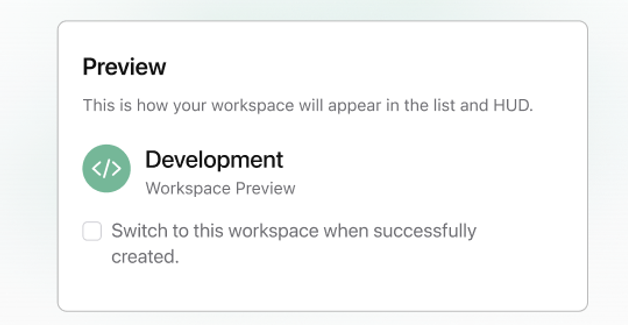 Preview
This is how your workspace will appear in the list and HUD.
</>
Development
Workspace Preview
Switch to this workspace when successfully
created.